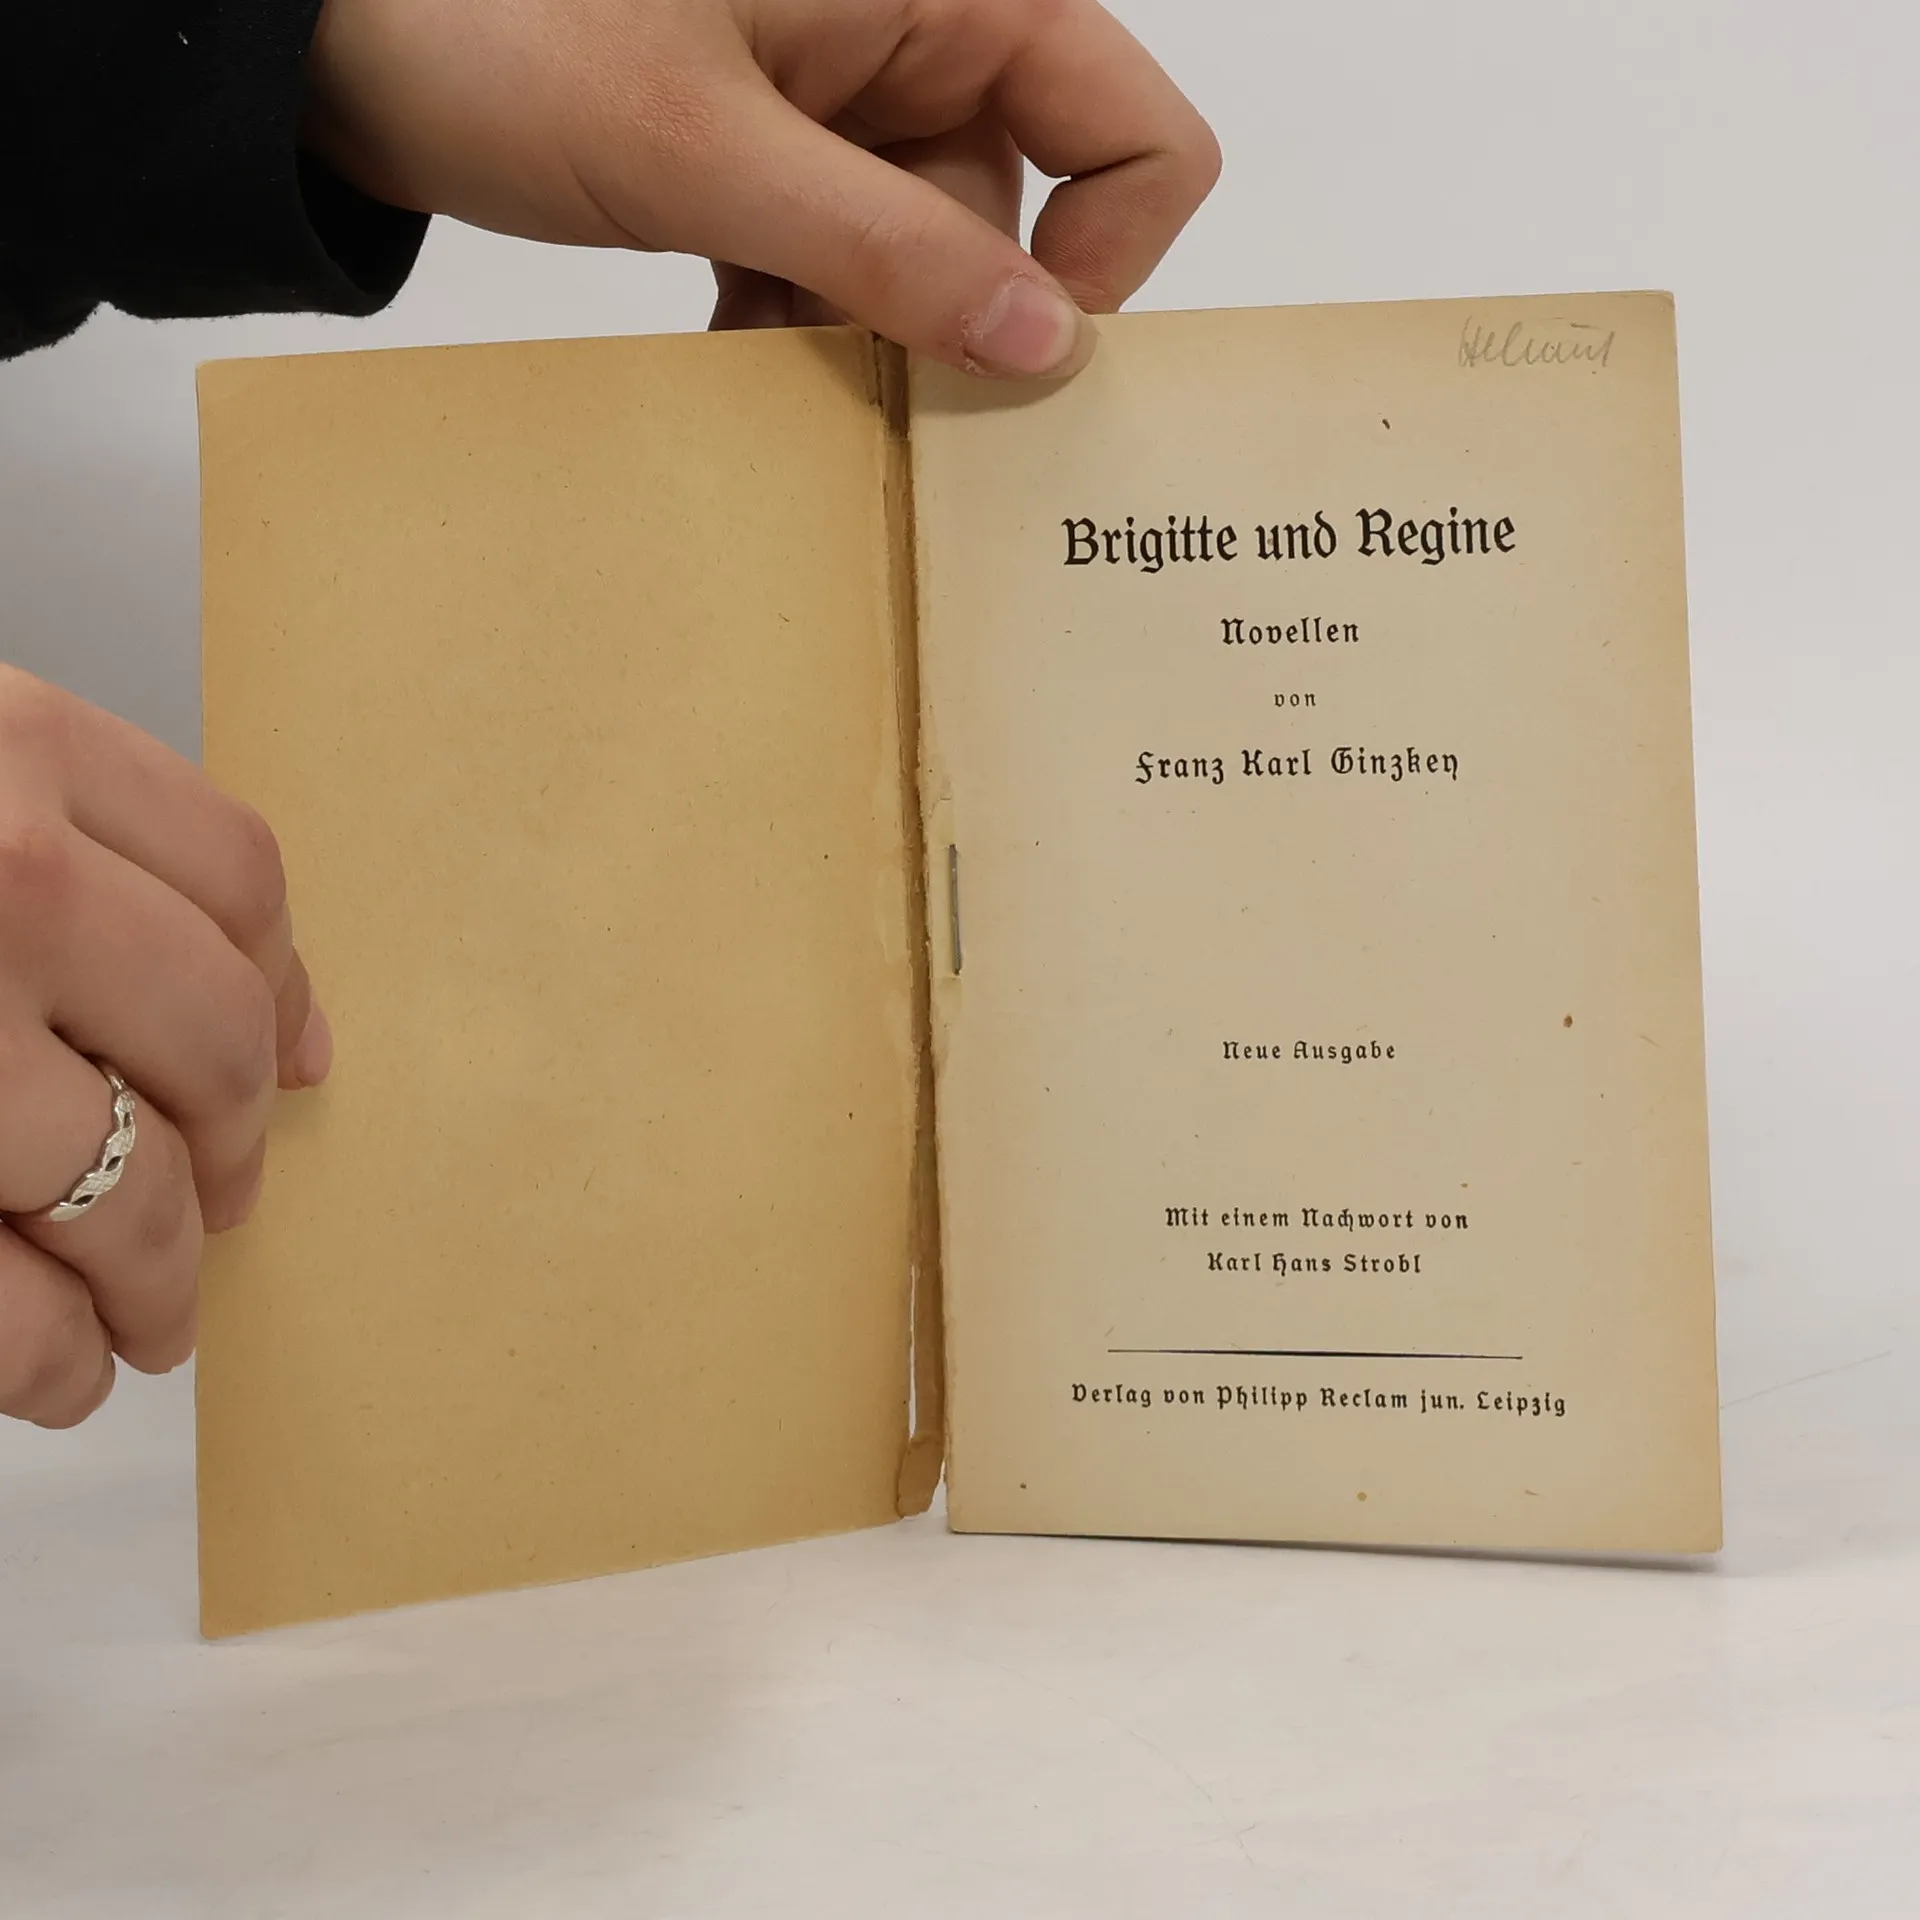 Helmut
Brigitte und Regine
Novellen
von
Franz Karl Ginzkey
Neue Ausgabe
Mit einem Nachwort von
Karl Hans Strobl
Verlag von Philipp Reclam jun. Leipzig